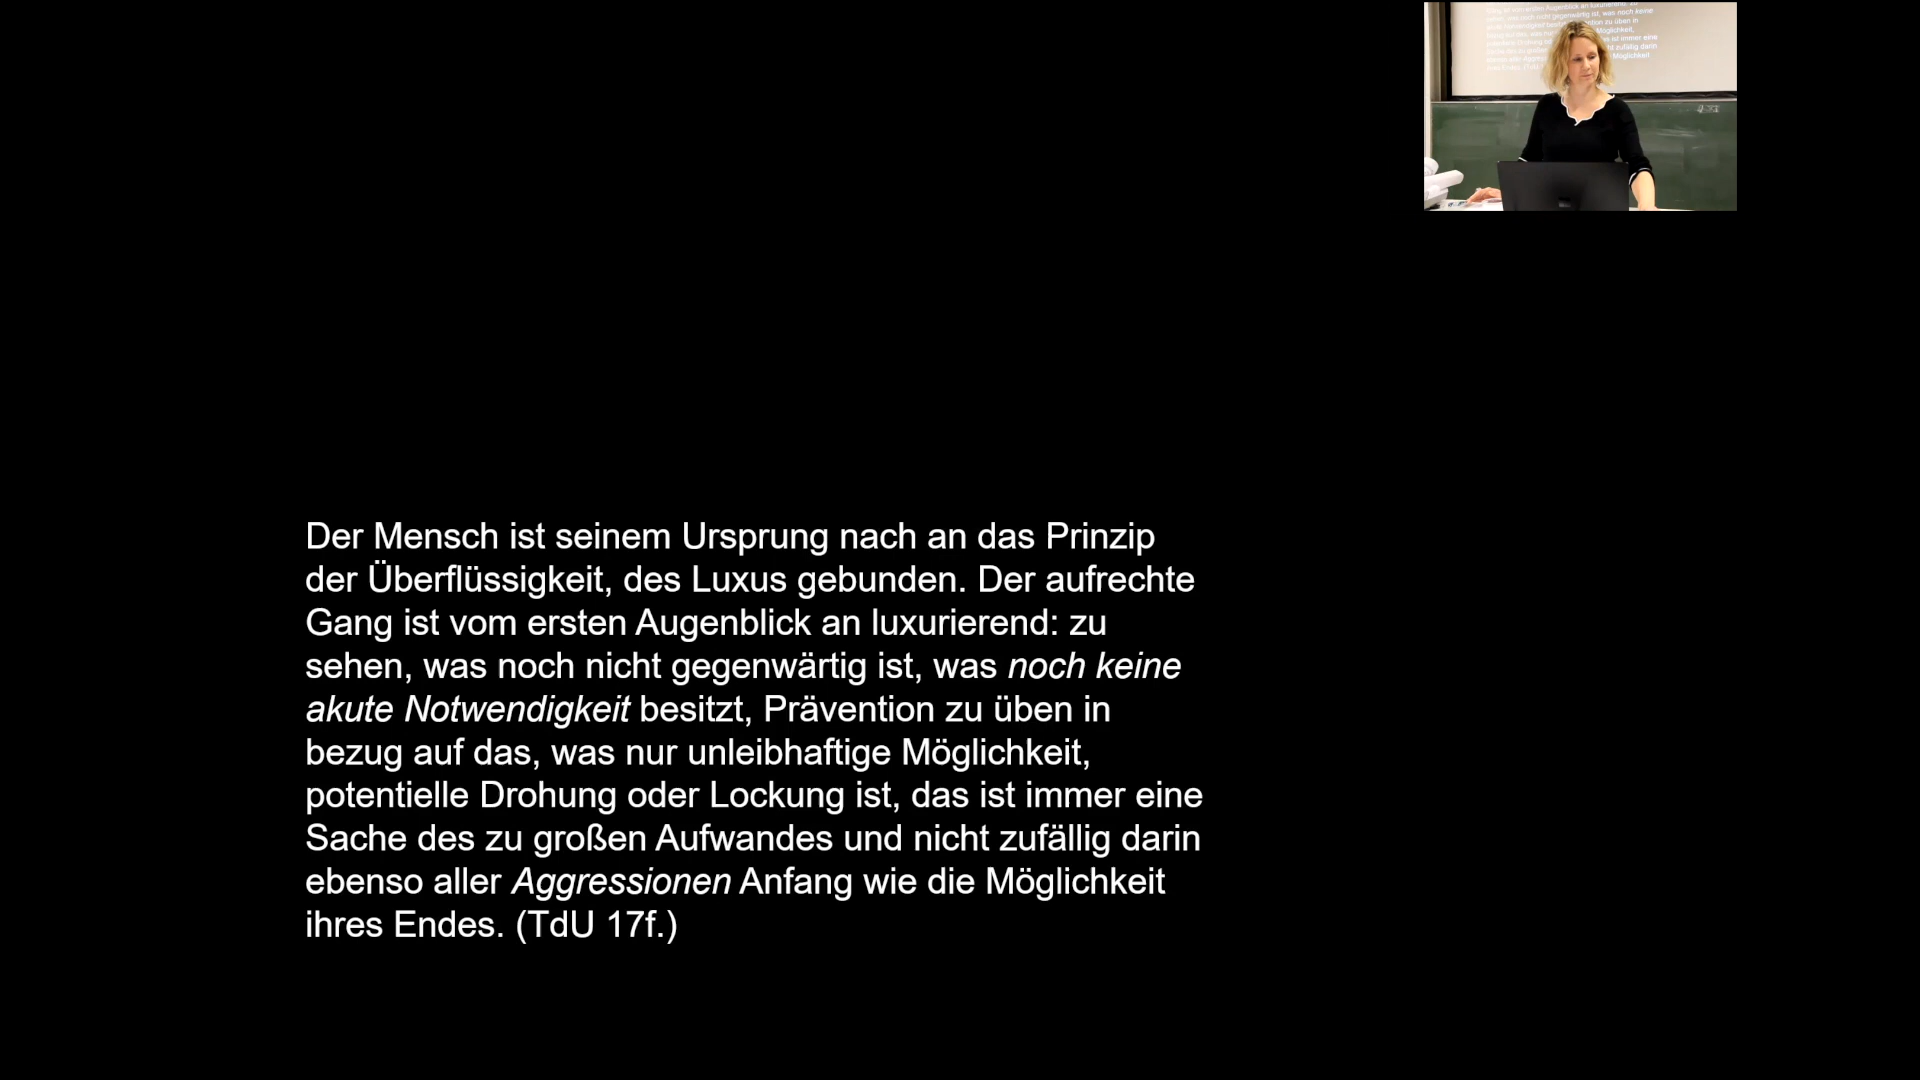 Der Mensch ist seinem Ursprung nach an das Prinzip
der Überflüssigkeit, des Luxus gebunden. Der aufrechte
Gang ist vom ersten Augenblick an luxurierend: zu
sehen, was noch nicht gegenwärtig ist, was noch keine
akute Notwendigkeit besitzt, Prävention zu üben in
bezug auf das, was nur unleibhaftige Möglichkeit,
potentielle Drohung oder Lockung ist, das ist immer eine
Sache des zu großen Aufwandes und nicht zufällig darin
ebenso aller Aggressionen Anfang wie die Möglichkeit
ihres Endes. (TdU 17f.)